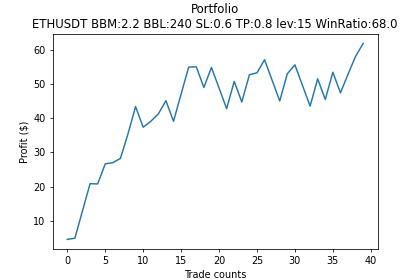 Portfolio
ETHUSDT BBM:2.2 BBL:240 SL:0.6 TP:0.8 lev:15 WinRatio:68.0
Profit ($)
60
50
40
30
20
10
0 5 10 15 20 25 30 35 40
Trade counts